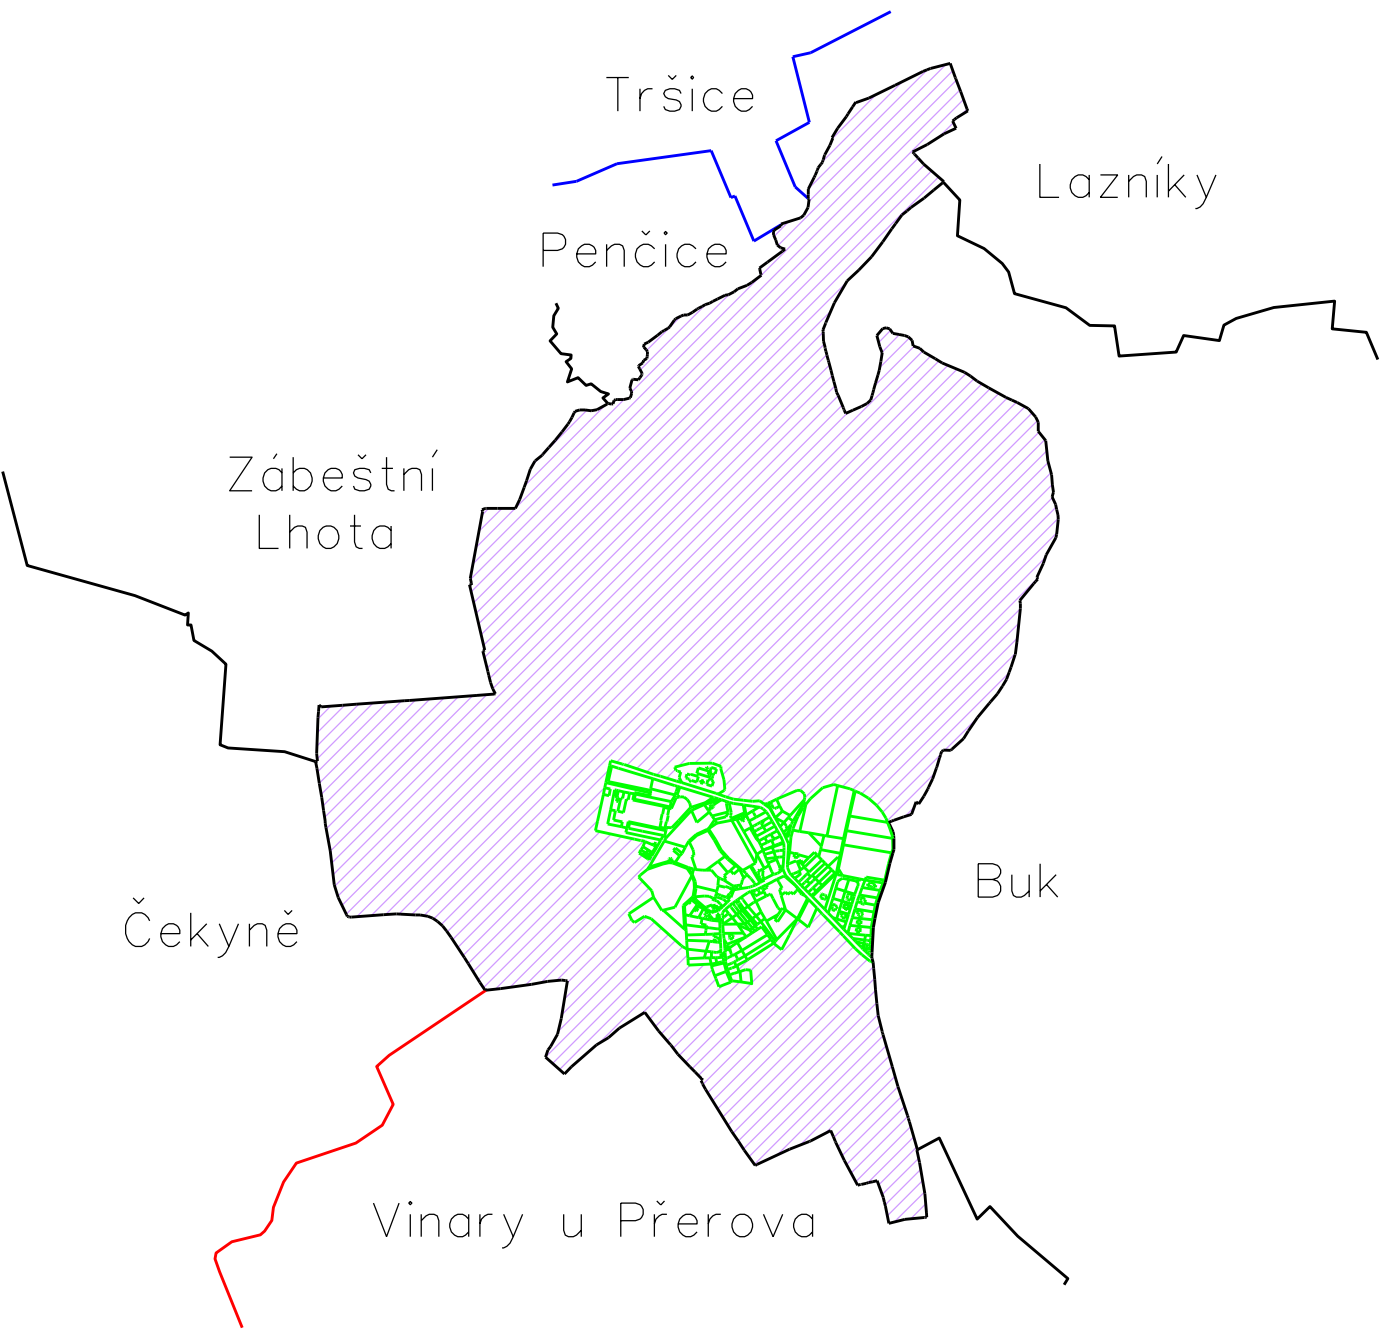 Tršice
Lazníky
Penčice
Zábeštní
Lhota
Buk
Čekyně
Vinary u Přerova